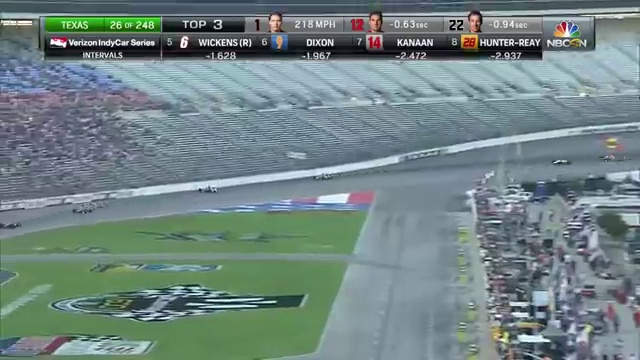 TEXAS 26 OF 248 TOP 3 1 218 MPH 12 -0.63sec 22 -0.94sec
Verizon IndyCar Series 5 6 WICKENS (R) 6 9 DIXON 7 14 KANAAN 8 28 HUNTER-REAY NBCSN
INTERVALS -1.628 -1.967 -2.472 -2.937